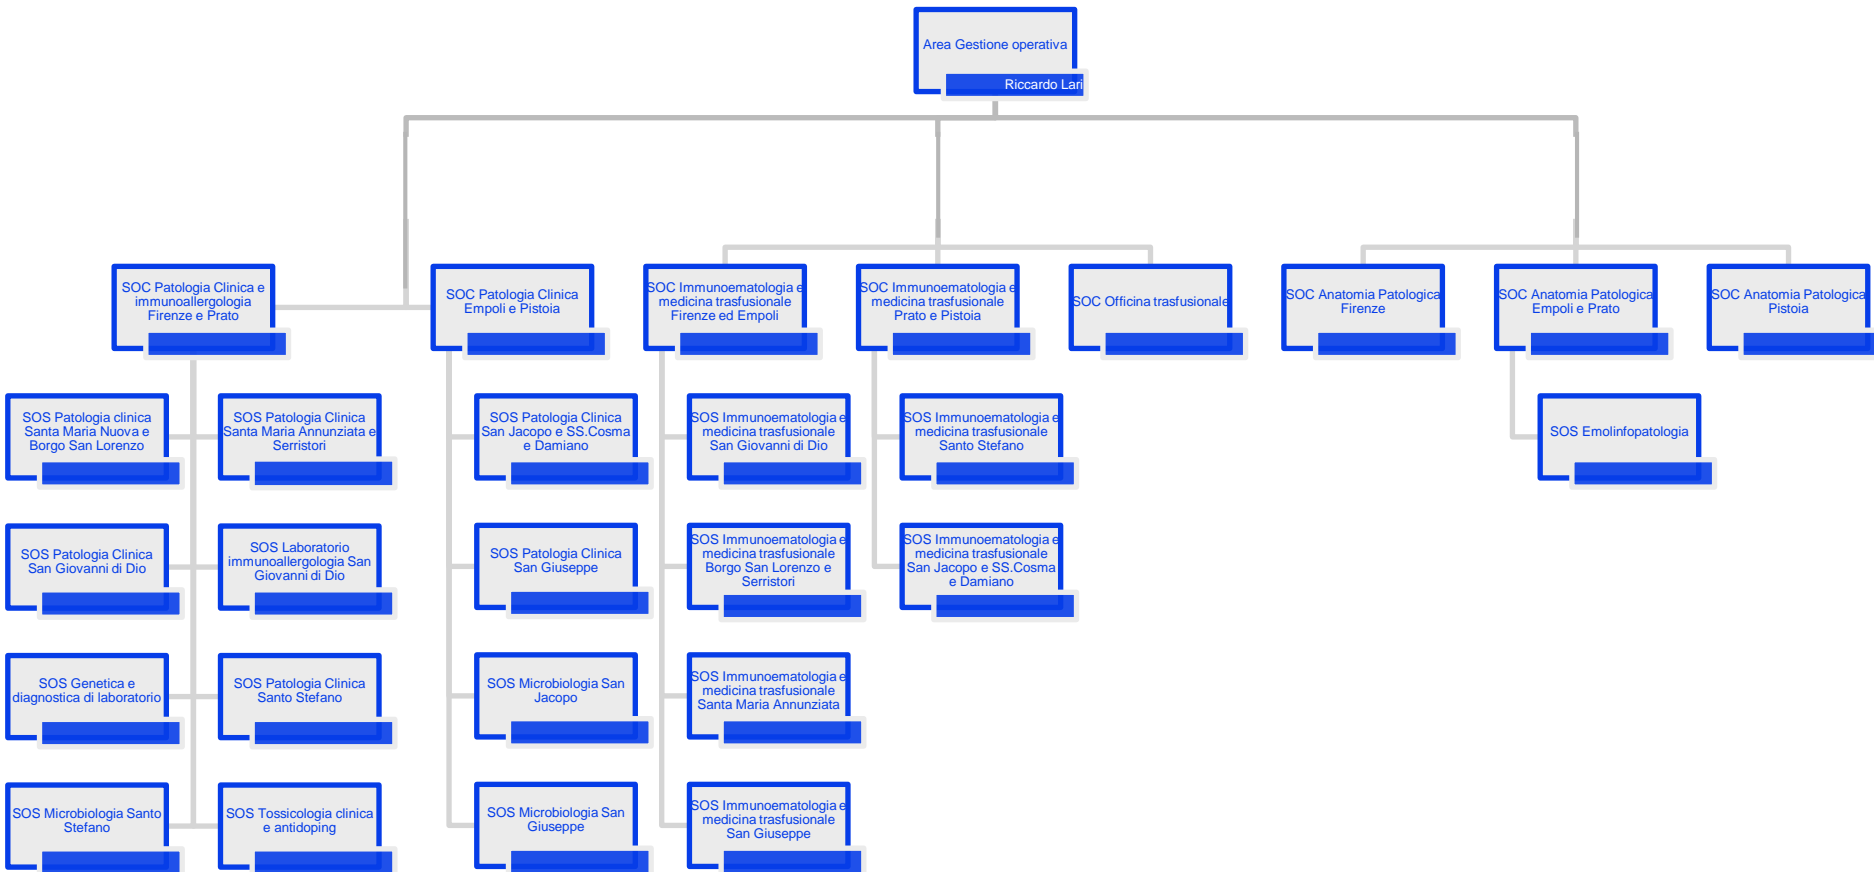 Area Gestione operativa
Riccardo Lari
SOC Patologia Clinica e
immunoallergologia
Firenze e Prato
SOC Patologia Clinica
Empoli e Pistoia
SOC Immunoematologia e
medicina trasfusionale
Firenze ed Empoli
SOC Immunoematologia e
medicina trasfusionale
Prato e Pistoia
SOC Officina trasfusionale
SOC Anatomia Patologica
Firenze
SOC Anatomia Patologica
Empoli e Prato
SOC Anatomia Patologica
Pistoia
SOS Patologia clinica
Santa Maria Nuova e
Borgo San Lorenzo
SOS Patologia Clinica
Santa Maria Annunziata e
Serristori
SOS Patologia Clinica
San Jacopo e SS.Cosma
e Damiano
SOS Immunoematologia e
medicina trasfusionale
San Giovanni di Dio
SOS Immunoematologia e
medicina trasfusionale
Santo Stefano
SOS Emolinfopatologia
SOS Patologia Clinica
San Giovanni di Dio
SOS Laboratorio
immunoallergologia San
Giovanni di Dio
SOS Patologia Clinica
San Giuseppe
SOS Immunoematologia e
medicina trasfusionale
Borgo San Lorenzo e
Serristori
SOS Immunoematologia e
medicina trasfusionale
San Jacopo e SS.Cosma
e Damiano
SOS Genetica e
diagnostica di laboratorio
SOS Patologia Clinica
Santo Stefano
SOS Microbiologia San
Jacopo
SOS Immunoematologia e
medicina trasfusionale
Santa Maria Annunziata
SOS Microbiologia Santo
Stefano
SOS Tossicologia clinica
e antidoping
SOS Microbiologia San
Giuseppe
SOS Immunoematologia e
medicina trasfusionale
San Giuseppe